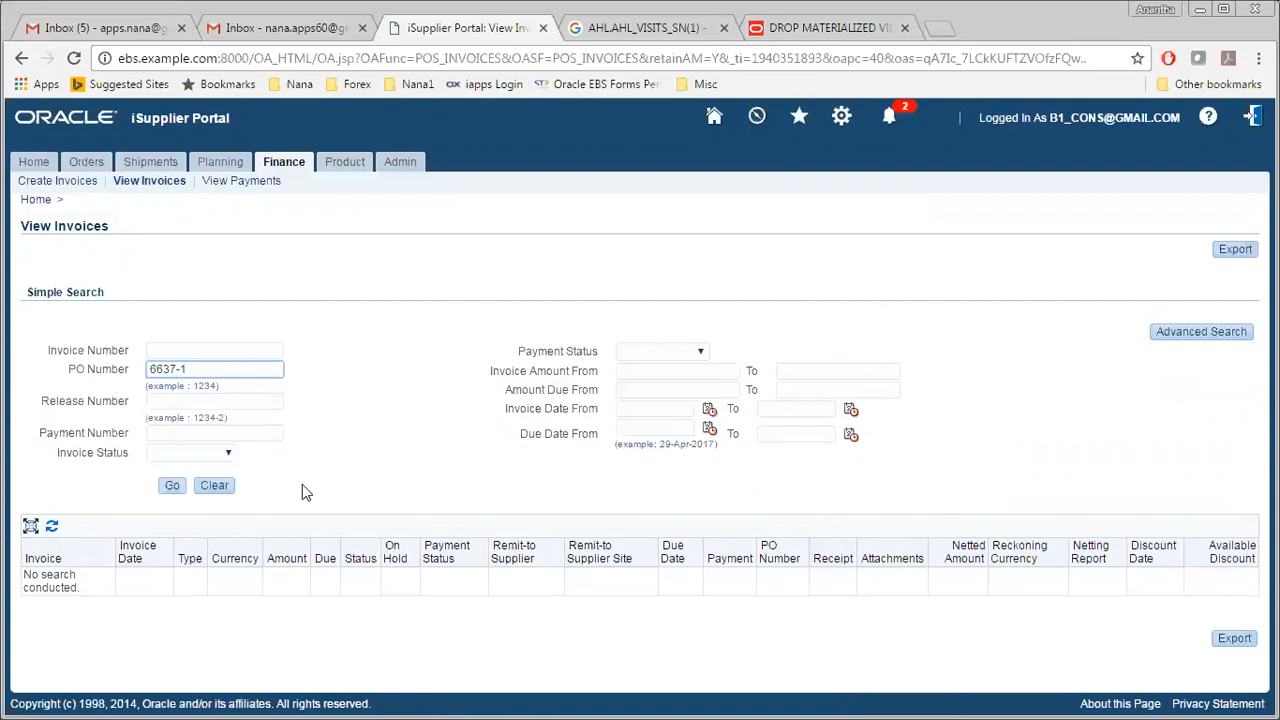 Anantha
Inbox (5) - apps.nana@g
Inbox - nana.apps60@gr
iSupplier Portal: View Inv
AHLAHL_VISITS_SN(1) -
DROP MATERIALIZED VI
ebs.example.com:8000/OA_HTML/OA.jsp?OAFunc=POS_INVOICES&OASF=POS_INVOICES&retainAM=Y&_ti=1940351893&oapc=40&oas=qA7Ic_7LCkKUFTZVOfzFQw..
Apps
Suggested Sites
Bookmarks
Nana
Forex
Nana1
iapps Login
Oracle EBS Forms Per
Misc
Other bookmarks
ORACLE iSupplier Portal
2
Logged In As B1_CONS@GMAIL.COM
Home
Orders
Shipments
Planning
Finance
Product
Admin
Create Invoices | View Invoices | View Payments
Home >
View Invoices
Export
Simple Search
Advanced Search
Invoice Number
PO Number 6637-1
(example : 1234)
Release Number
(example : 1234-2)
Payment Number
Invoice Status
Payment Status
Invoice Amount From To
Amount Due From To
Invoice Date From To
Due Date From To
(example: 29-Apr-2017)
Go
Clear
Invoice
Invoice Date
Type
Currency
Amount
Due
Status
On Hold
Payment Status
Remit-to Supplier
Remit-to Supplier Site
Due Date
Payment
PO Number
Receipt
Attachments
Netted Amount
Reckoning Currency
Netting Report
Discount Date
Available Discount
No search
conducted.
Export
Copyright (c) 1998, 2014, Oracle and/or its affiliates. All rights reserved.
About this Page
Privacy Statement